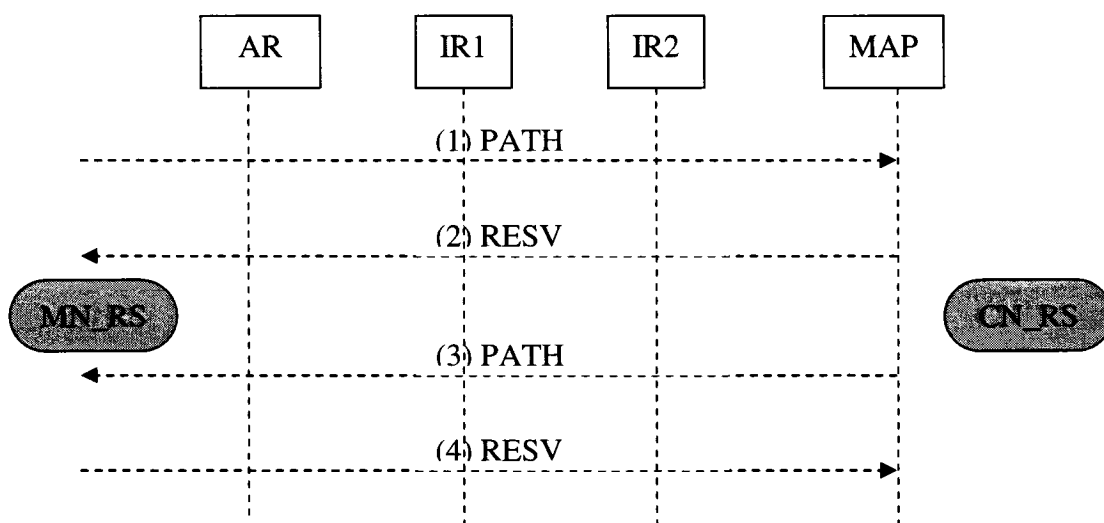 AR
IR1
IR2
MAP
(1) PATH
(2) RESV
MN_RS
CN_RS
(3) PATH
(4) RESV